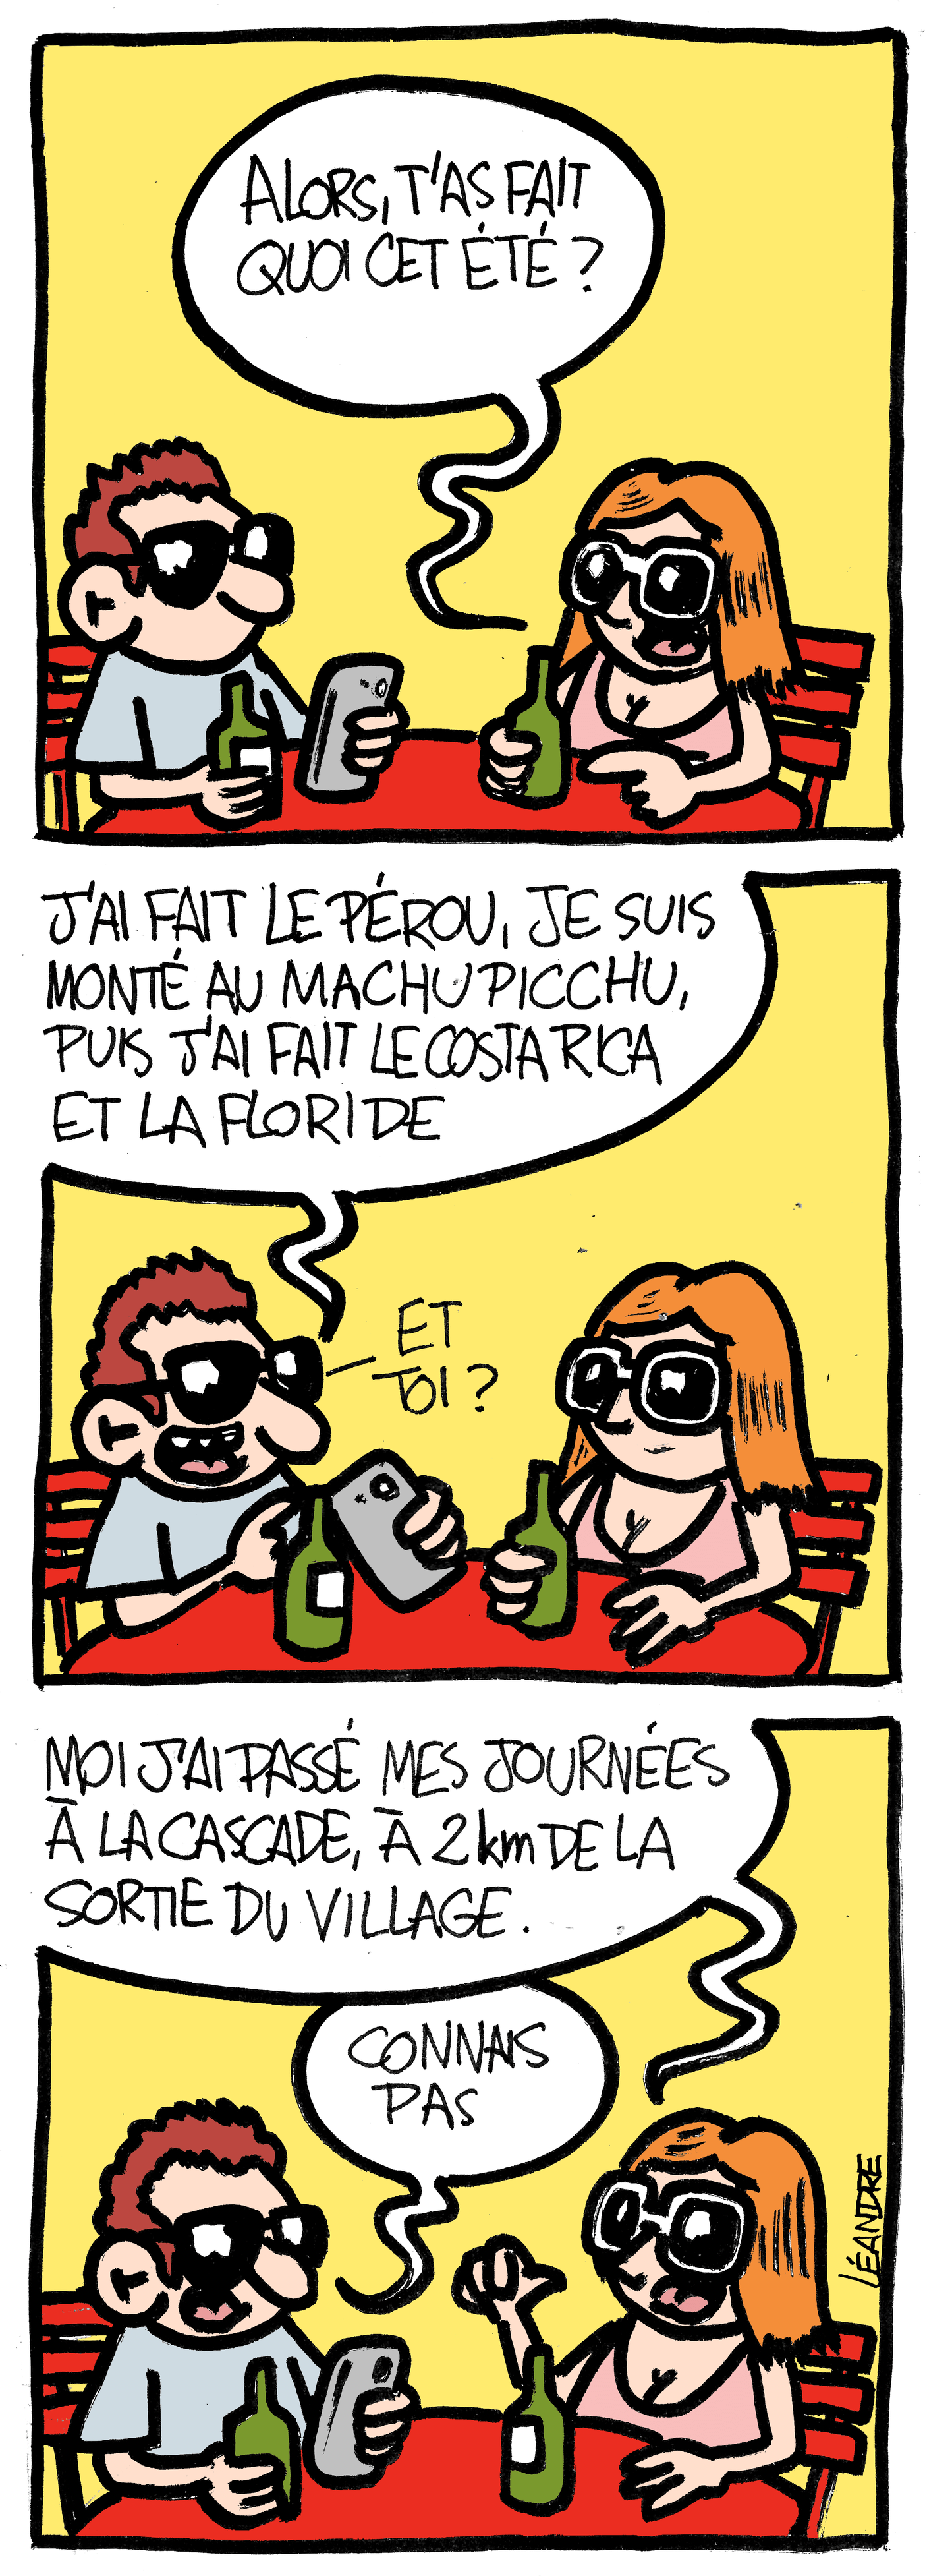 ALORS, T'AS FAIT
QUOI CET ÉTÉ ?
J'AI FAIT LE PÉROU, JE SUIS
MONTÉ AU MACHU PICCHU,
PUIS J'AI FAIT LE COSTA RICA
ET LA FLORIDE
ET
TOI ?
MOI J'AI PASSÉ MES JOURNÉES
À LA CASCADE, À 2 km DE LA
SORTIE DU VILLAGE.
CONNAIS
PAS
LÉANDRE